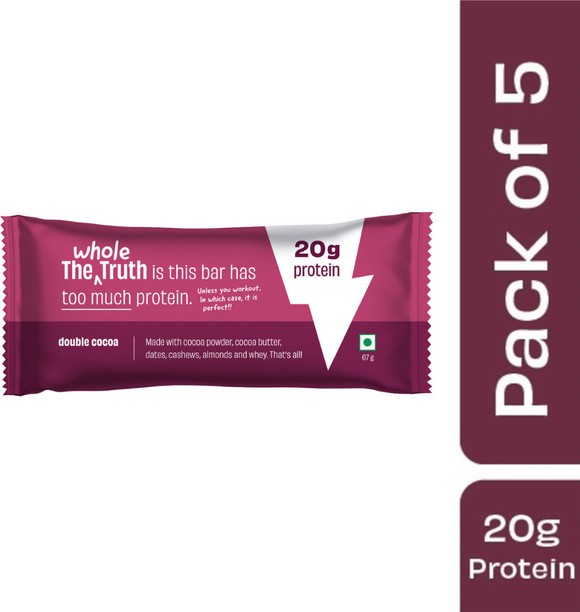 whole
The ^ Truth is this bar has
too much protein.
Unless you workout.
In which case, it is
perfect!!
20g
protein
double cocoa
Made with cocoa powder, cocoa butter,
dates, cashews, almonds and whey. That's all!
67 g
Pack of 5
20g
Protein